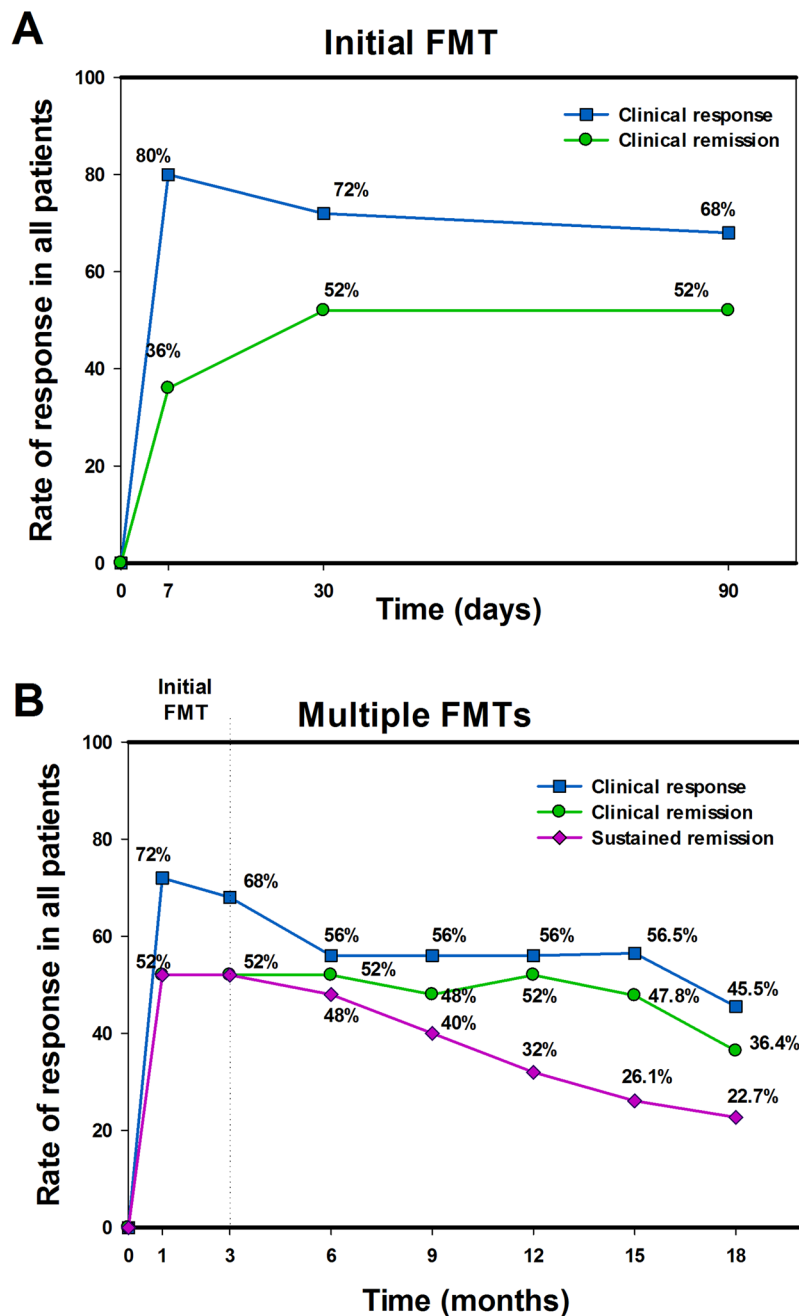 A
Initial FMT
Rate of response in all patients
100
80
60
40
20
0
Clinical response
Clinical remission
80%
72%
68%
36%
52%
52%
0 7 30 90
Time (days)
B
Initial
FMT
Multiple FMTs
Rate of response in all patients
100
80
60
40
20
0
Clinical response
Clinical remission
Sustained remission
72%
68%
56%
56%
56%
56.5%
45.5%
52%
52%
52%
48%
52%
47.8%
36.4%
48%
40%
32%
26.1%
22.7%
0 1 3 6 9 12 15 18
Time (months)